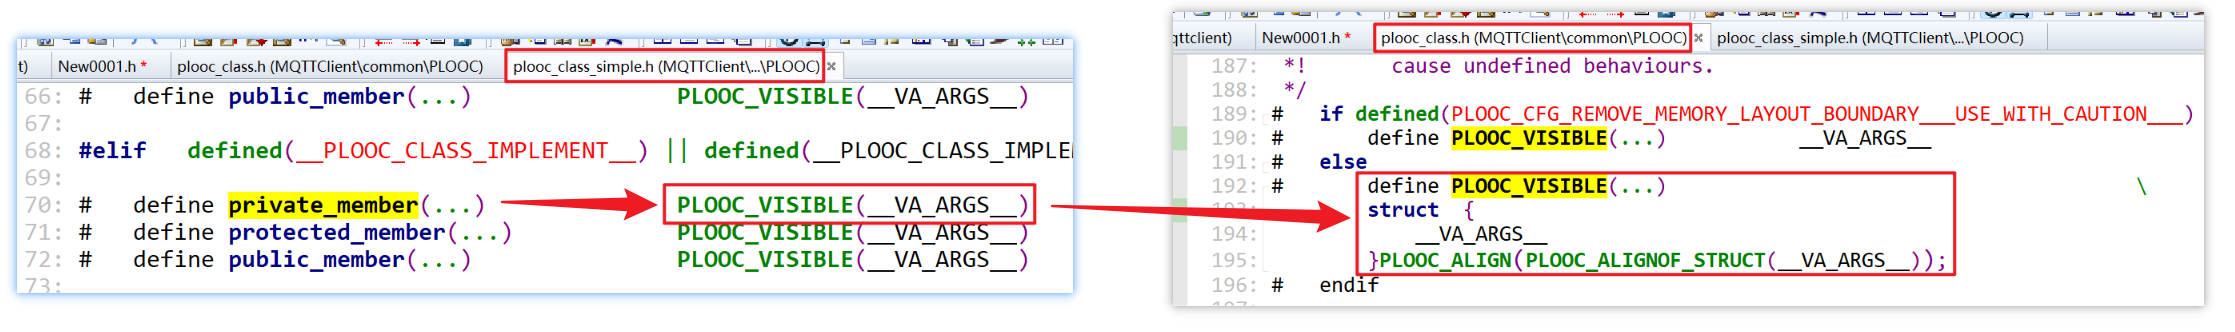 t) New0001.h * plooc_class.h (MQTTClient\common\PLOOC) plooc_class_simple.h (MQTTClient\...\PLOOC)
66: #   define public_member(...)               PLOOC_VISIBLE(__VA_ARGS__)
67:
68: #elif   defined(__PLOOC_CLASS_IMPLEMENT__) || defined(__PLOOC_CLASS_IMPLEM
69:
70: #   define private_member(...)              PLOOC_VISIBLE(__VA_ARGS__)
71: #   define protected_member(...)            PLOOC_VISIBLE(__VA_ARGS__)
72: #   define public_member(...)               PLOOC_VISIBLE(__VA_ARGS__)
73:
qttclient) New0001.h * plooc_class.h (MQTTClient\common\PLOOC) plooc_class_simple.h (MQTTClient\...\PLOOC)
187:  *!      cause undefined behaviours.
188:  */
189: #   if defined(PLOOC_CFG_REMOVE_MEMORY_LAYOUT_BOUNDARY___USE_WITH_CAUTION___)
190: #       define PLOOC_VISIBLE(...)          __VA_ARGS__
191: #   else
192: #       define PLOOC_VISIBLE(...)                                    \
struct  {
194:            __VA_ARGS__
195:        }PLOOC_ALIGN(PLOOC_ALIGNOF_STRUCT(__VA_ARGS__));
196: #   endif